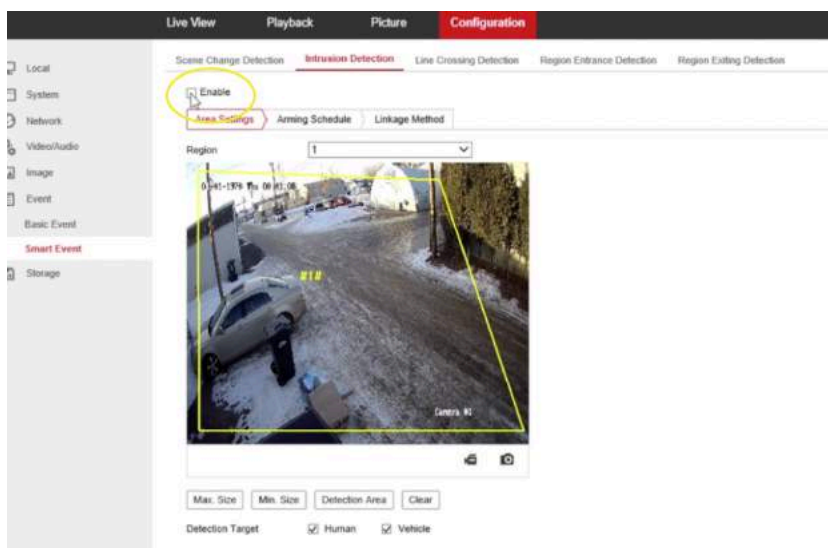 Live View Playback Picture Configuration
Scene Change Detection Intrusion Detection Line Crossing Detection Region Entrance Detection Region Exiting Detection
Local
System
Network
Video/Audio
Image
Event
Basic Event
Smart Event
Storage
Enable
Area Settings Arming Schedule Linkage Method
Region 1
Thu
#1#
Camera 01
Max. Size Min. Size Detection Area Clear
Detection Target Human Vehicle